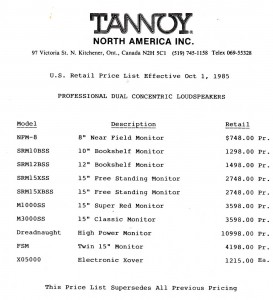 TANNOY
NORTH AMERICA INC.
97 Victoria St. N. Kitchener, Ont., Canada N2H 5C1 (519) 745-1158 Telex 069-55328
U.S. Retail Price List Effective Oct 1, 1985
PROFESSIONAL DUAL CONCENTRIC LOUDSPEAKERS
Model Description Retail
NFM-8 8" Near Field Monitor $748.00 Pr.
SRM10BSS 10" Bookshelf Monitor 1298.00 Pr.
SRM12BSS 12" Bookshelf Monitor 1498.00 Pr.
SRM15XSS 15" Free Standing Monitor 2748.00 Pr.
SRM15XBSS 15" Free Standing Monitor 2748.00 Pr.
M1000SS 15" Super Red Monitor 3598.00 Pr.
M3000SS 15" Classic Monitor 3598.00 Pr.
Dreadnaught High Power Monitor 10998.00 Pr.
FSM Twin 15" Monitor 4198.00 Pr.
XO5000 Electronic Xover 1215.00 Ea.
This Price List Supersedes All Previous Pricing